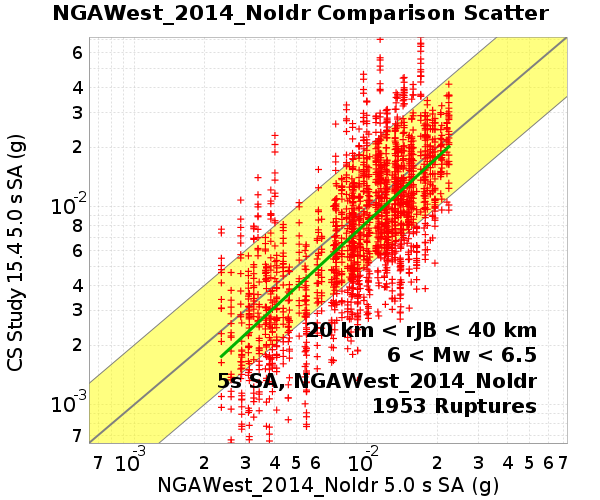 NGAWest_2014_NoIdr Comparison Scatter
6
4
3
2
10⁻²
8
6
4
3
2
10⁻³
7
CS Study 15.4 5.0 s SA (g)
20 km < rJB < 40 km
6 < Mw < 6.5
5s SA, NGAWest_2014_NoIdr
1953 Ruptures
7 10⁻³ 2 3 4 5 6 10⁻² 2 3 4 5 6 7
NGAWest_2014_NoIdr 5.0 s SA (g)